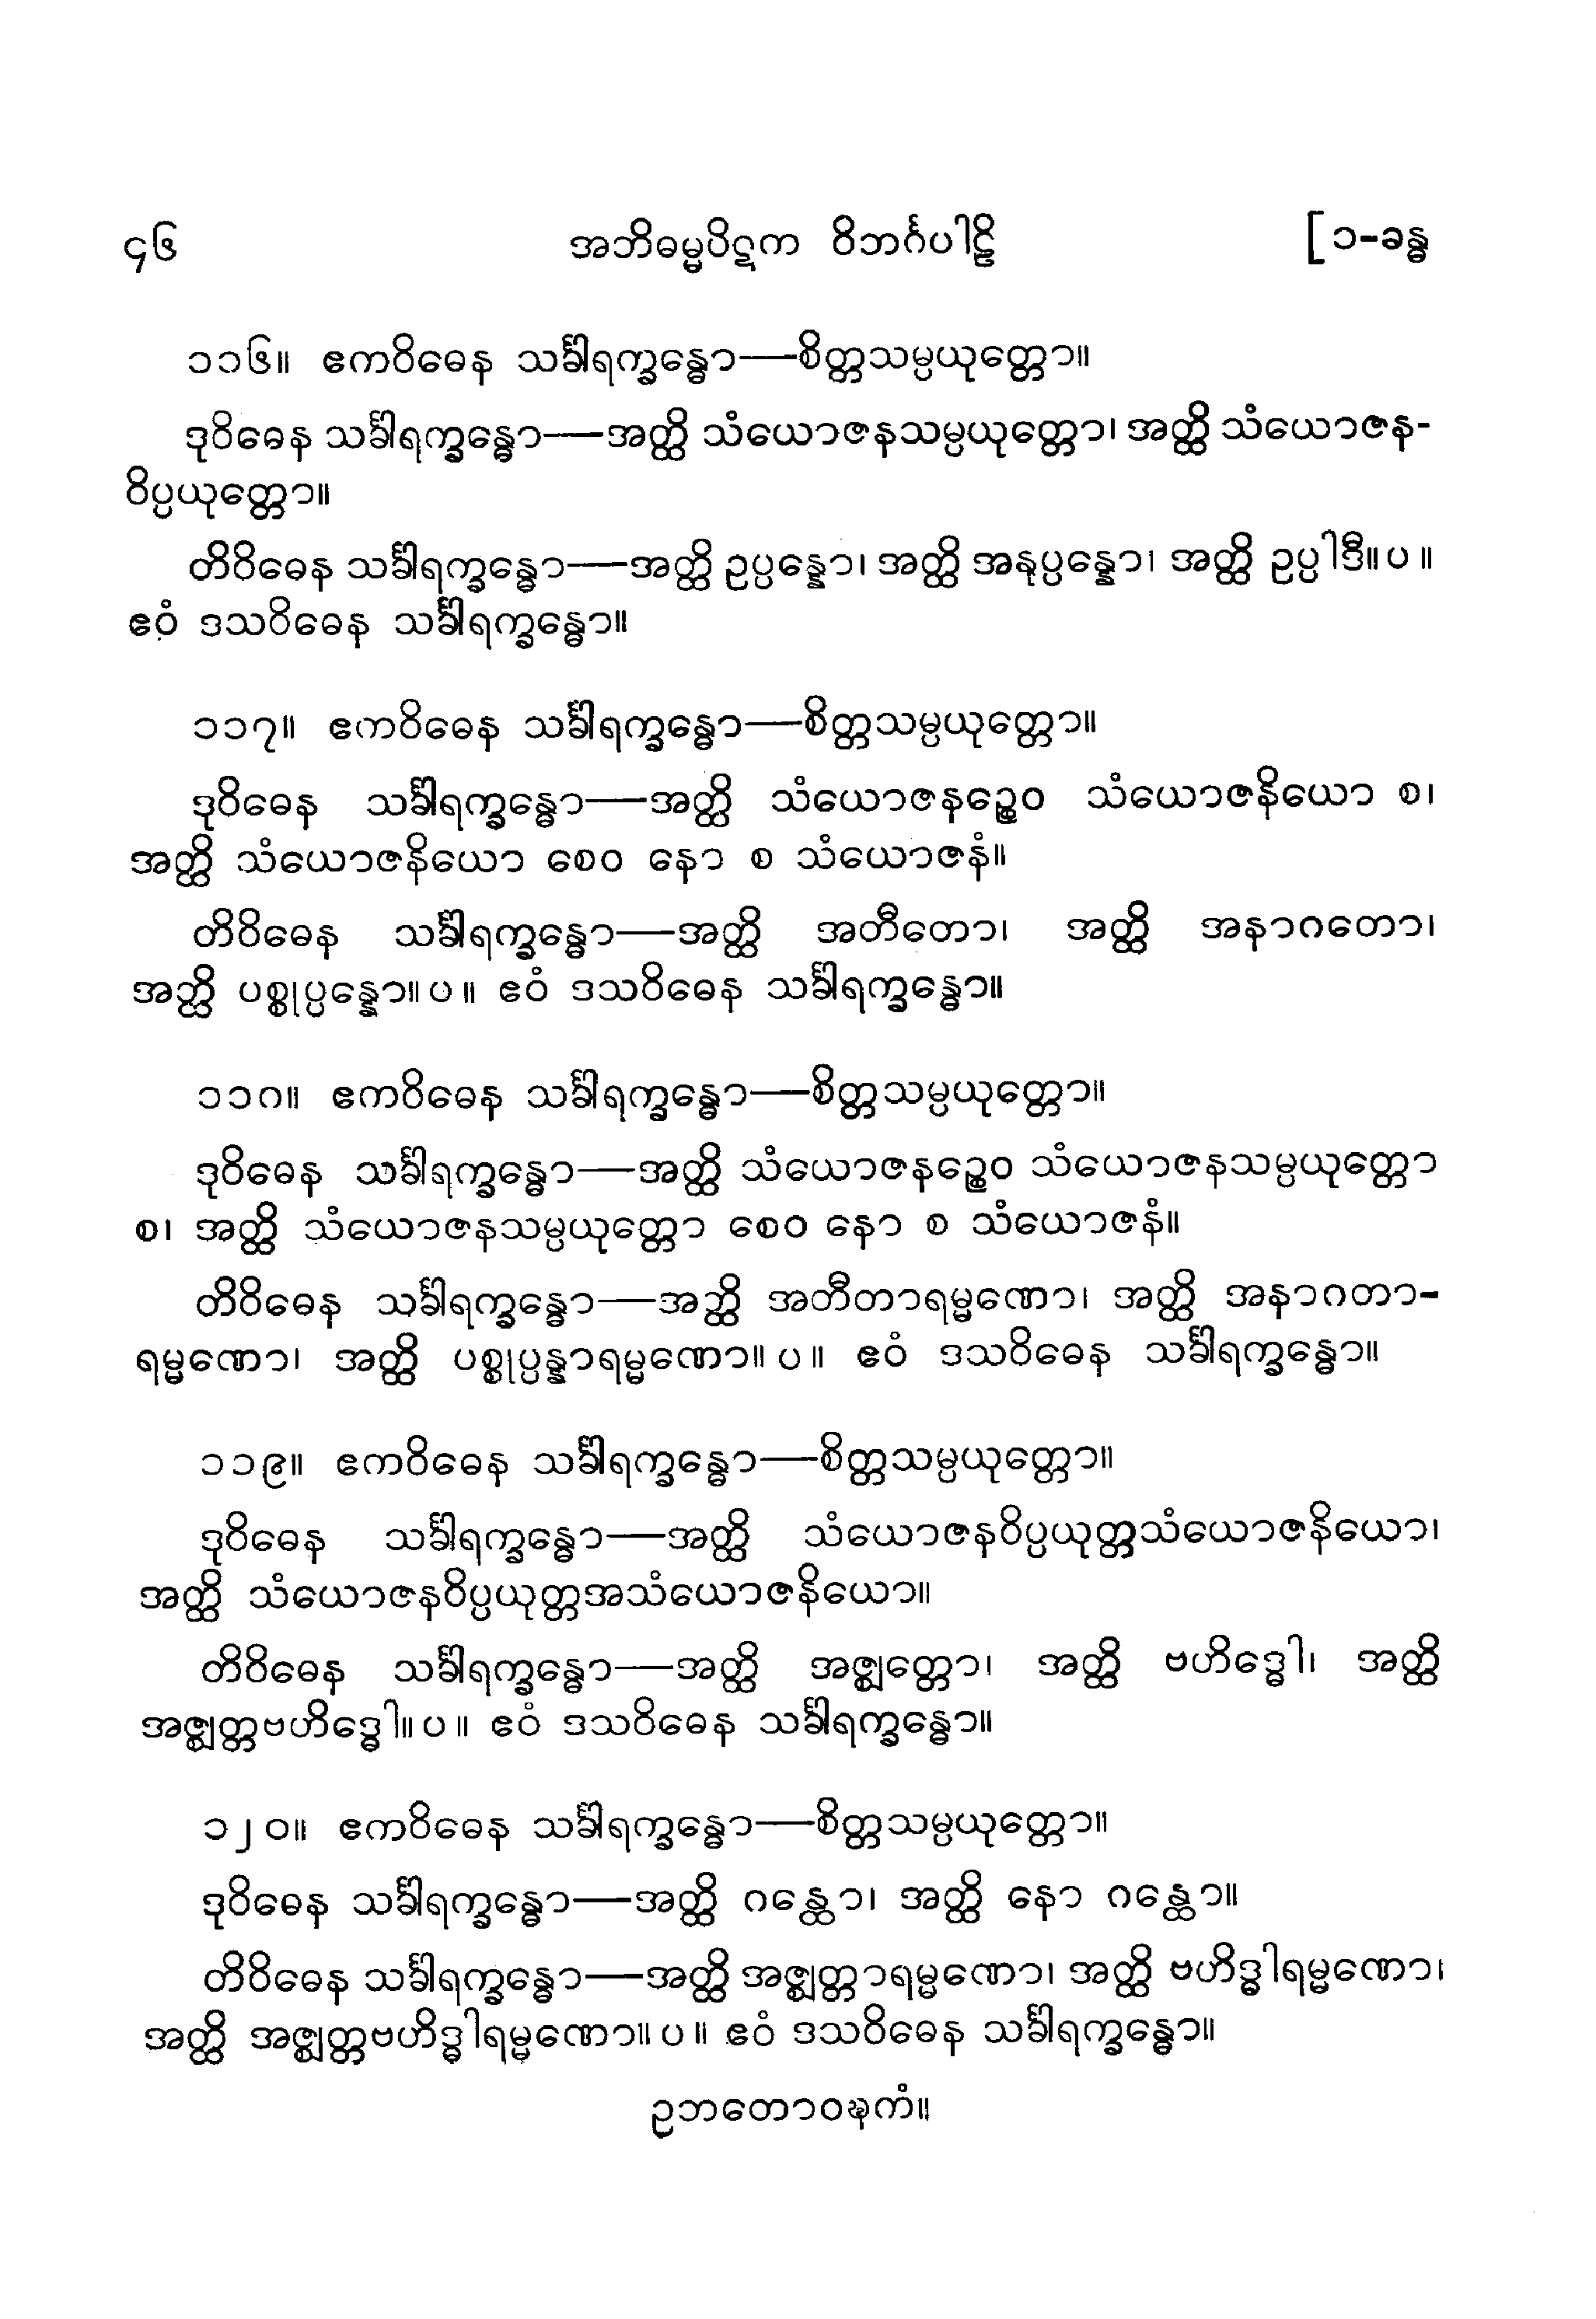 ၄၆ အဘိဓမ္မပိဋက ဝိဘင်္ဂပါဠိ [ ၁-ခန္ဓ
၁၁၆။ ဧကဝိဓေန သင်္ခါရက္ခန္ဓော—စိတ္တသမ္ပယုတ္တော။
ဒုဝိဓေန သင်္ခါရက္ခန္ဓော—အတ္ထိ သံယောဇနသမ္ပယုတ္တော၊ အတ္ထိ သံယောဇန-
ဝိပ္ပယုတ္တော။
တိဝိဓေန သင်္ခါရက္ခန္ဓော—အတ္ထိ ဥပ္ပန္နော၊ အတ္ထိ အနုပ္ပန္နော၊ အတ္ထိ ဥပ္ပါဒီ။ ပ ။
ဧဝံ ဒသဝိဓေန သင်္ခါရက္ခန္ဓော။
၁၁၇။ ဧကဝိဓေန သင်္ခါရက္ခန္ဓော—စိတ္တသမ္ပယုတ္တော။
ဒုဝိဓေန သင်္ခါရက္ခန္ဓော—အတ္ထိ သံယောဇနဉ္စေဝ သံယောဇနိယော စ၊
အတ္ထိ သံယောဇနိယော စေဝ နော စ သံယောဇနံ။
တိဝိဓေန သင်္ခါရက္ခန္ဓော—အတ္ထိ အတီတော၊ အတ္ထိ အနာဂတော၊
အတ္ထိ ပစ္စုပ္ပန္နော။ ပ ။ ဧဝံ ဒသဝိဓေန သင်္ခါရက္ခန္ဓော။
၁၁၈။ ဧကဝိဓေန သင်္ခါရက္ခန္ဓော—စိတ္တသမ္ပယုတ္တော။
ဒုဝိဓေန သင်္ခါရက္ခန္ဓော—အတ္ထိ သံယောဇနဉ္စေဝ သံယောဇနသမ္ပယုတ္တော
စ၊ အတ္ထိ သံယောဇနသမ္ပယုတ္တော စေဝ နော စ သံယောဇနံ။
တိဝိဓေန သင်္ခါရက္ခန္ဓော—အတ္ထိ အတီတာရမ္မဏော၊ အတ္ထိ အနာဂတာ-
ရမ္မဏော၊ အတ္ထိ ပစ္စုပ္ပန္နာရမ္မဏော။ ပ ။ ဧဝံ ဒသဝိဓေန သင်္ခါရက္ခန္ဓော။
၁၁၉။ ဧကဝိဓေန သင်္ခါရက္ခန္ဓော—စိတ္တသမ္ပယုတ္တော။
ဒုဝိဓေန သင်္ခါရက္ခန္ဓော—အတ္ထိ သံယောဇနဝိပ္ပယုတ္တသံယောဇနိယော၊
အတ္ထိ သံယောဇနဝိပ္ပယုတ္တအသံယောဇနိယော။
တိဝိဓေန သင်္ခါရက္ခန္ဓော—အတ္ထိ အဇ္ဈတ္တော၊ အတ္ထိ ဗဟိဒ္ဓေါ၊ အတ္ထိ
အဇ္ဈတ္တဗဟိဒ္ဓေါ။ ပ ။ ဧဝံ ဒသဝိဓေန သင်္ခါရက္ခန္ဓော။
၁၂၀။ ဧကဝိဓေန သင်္ခါရက္ခန္ဓော—စိတ္တသမ္ပယုတ္တော။
ဒုဝိဓေန သင်္ခါရက္ခန္ဓော—အတ္ထိ ဂန္ထော၊ အတ္ထိ နော ဂန္ထော။
တိဝိဓေန သင်္ခါရက္ခန္ဓော—အတ္ထိ အဇ္ဈတ္တာရမ္မဏော၊ အတ္ထိ ဗဟိဒ္ဓါရမ္မဏော၊
အတ္ထိ အဇ္ဈတ္တဗဟိဒ္ဓါရမ္မဏော။ ပ ။ ဧဝံ ဒသဝိဓေန သင်္ခါရက္ခန္ဓော။
ဥဘတောဝဍ္ဎကံ။